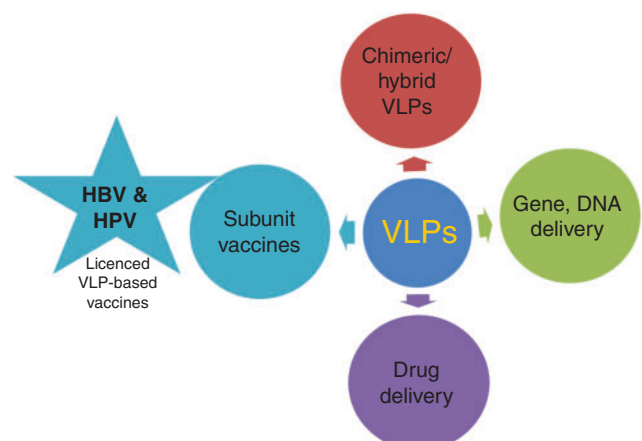 Chimeric/
hybrid
VLPs
HBV &
HPV
Licenced
VLP-based
vaccines
Subunit
vaccines
VLPs
Gene, DNA
delivery
Drug
delivery